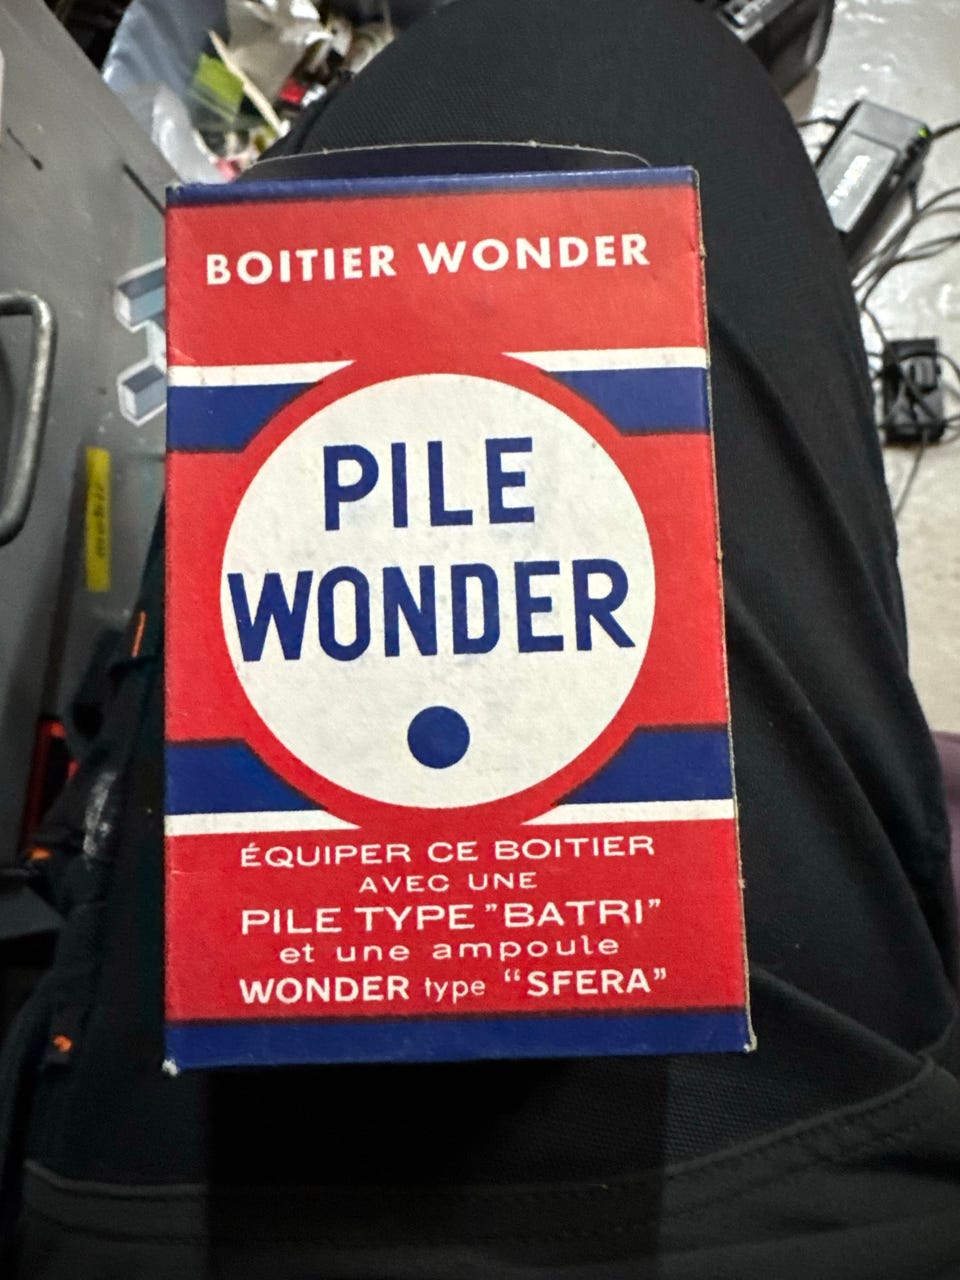 BOITIER WONDER
PILE
WONDER
ÉQUIPER CE BOITIER
AVEC UNE
PILE TYPE "BATRI"
et une ampoule
WONDER type "SFERA"